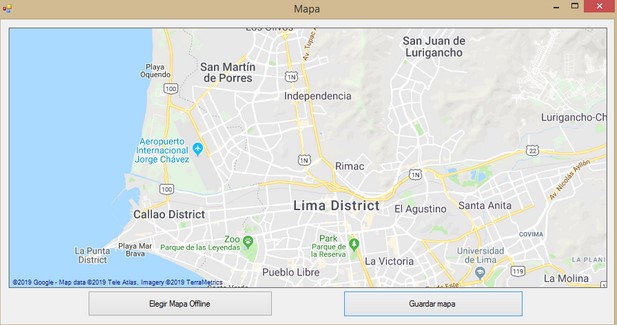 Mapa
Los Olivos
Av. Tupac
San Juan de
Lurigancho
Playa
Oquendo
San Martín
de Porres
100
1N
Independencia
Lurigancho-Ch
Aeropuerto
Internacional
Jorge Chávez
1N
Rimac
1N
22
Av. Nicolás Ayllón
100
Callao District
Lima District
El Agustino
Santa Anita
La Punta
District
Playa Mar
Brava
Zoo
Parque de las Leyendas
Park
Parque de
la Reserva
COVIMA
Universidad
de Lima
LA PLANI
Pueblo Libre
La Victoria
119
La Molina
©2019 Google - Map data ©2019 Tele Atlas, Imagery ©2019 TerraMetrics
Elegir Mapa Offline
Guardar mapa